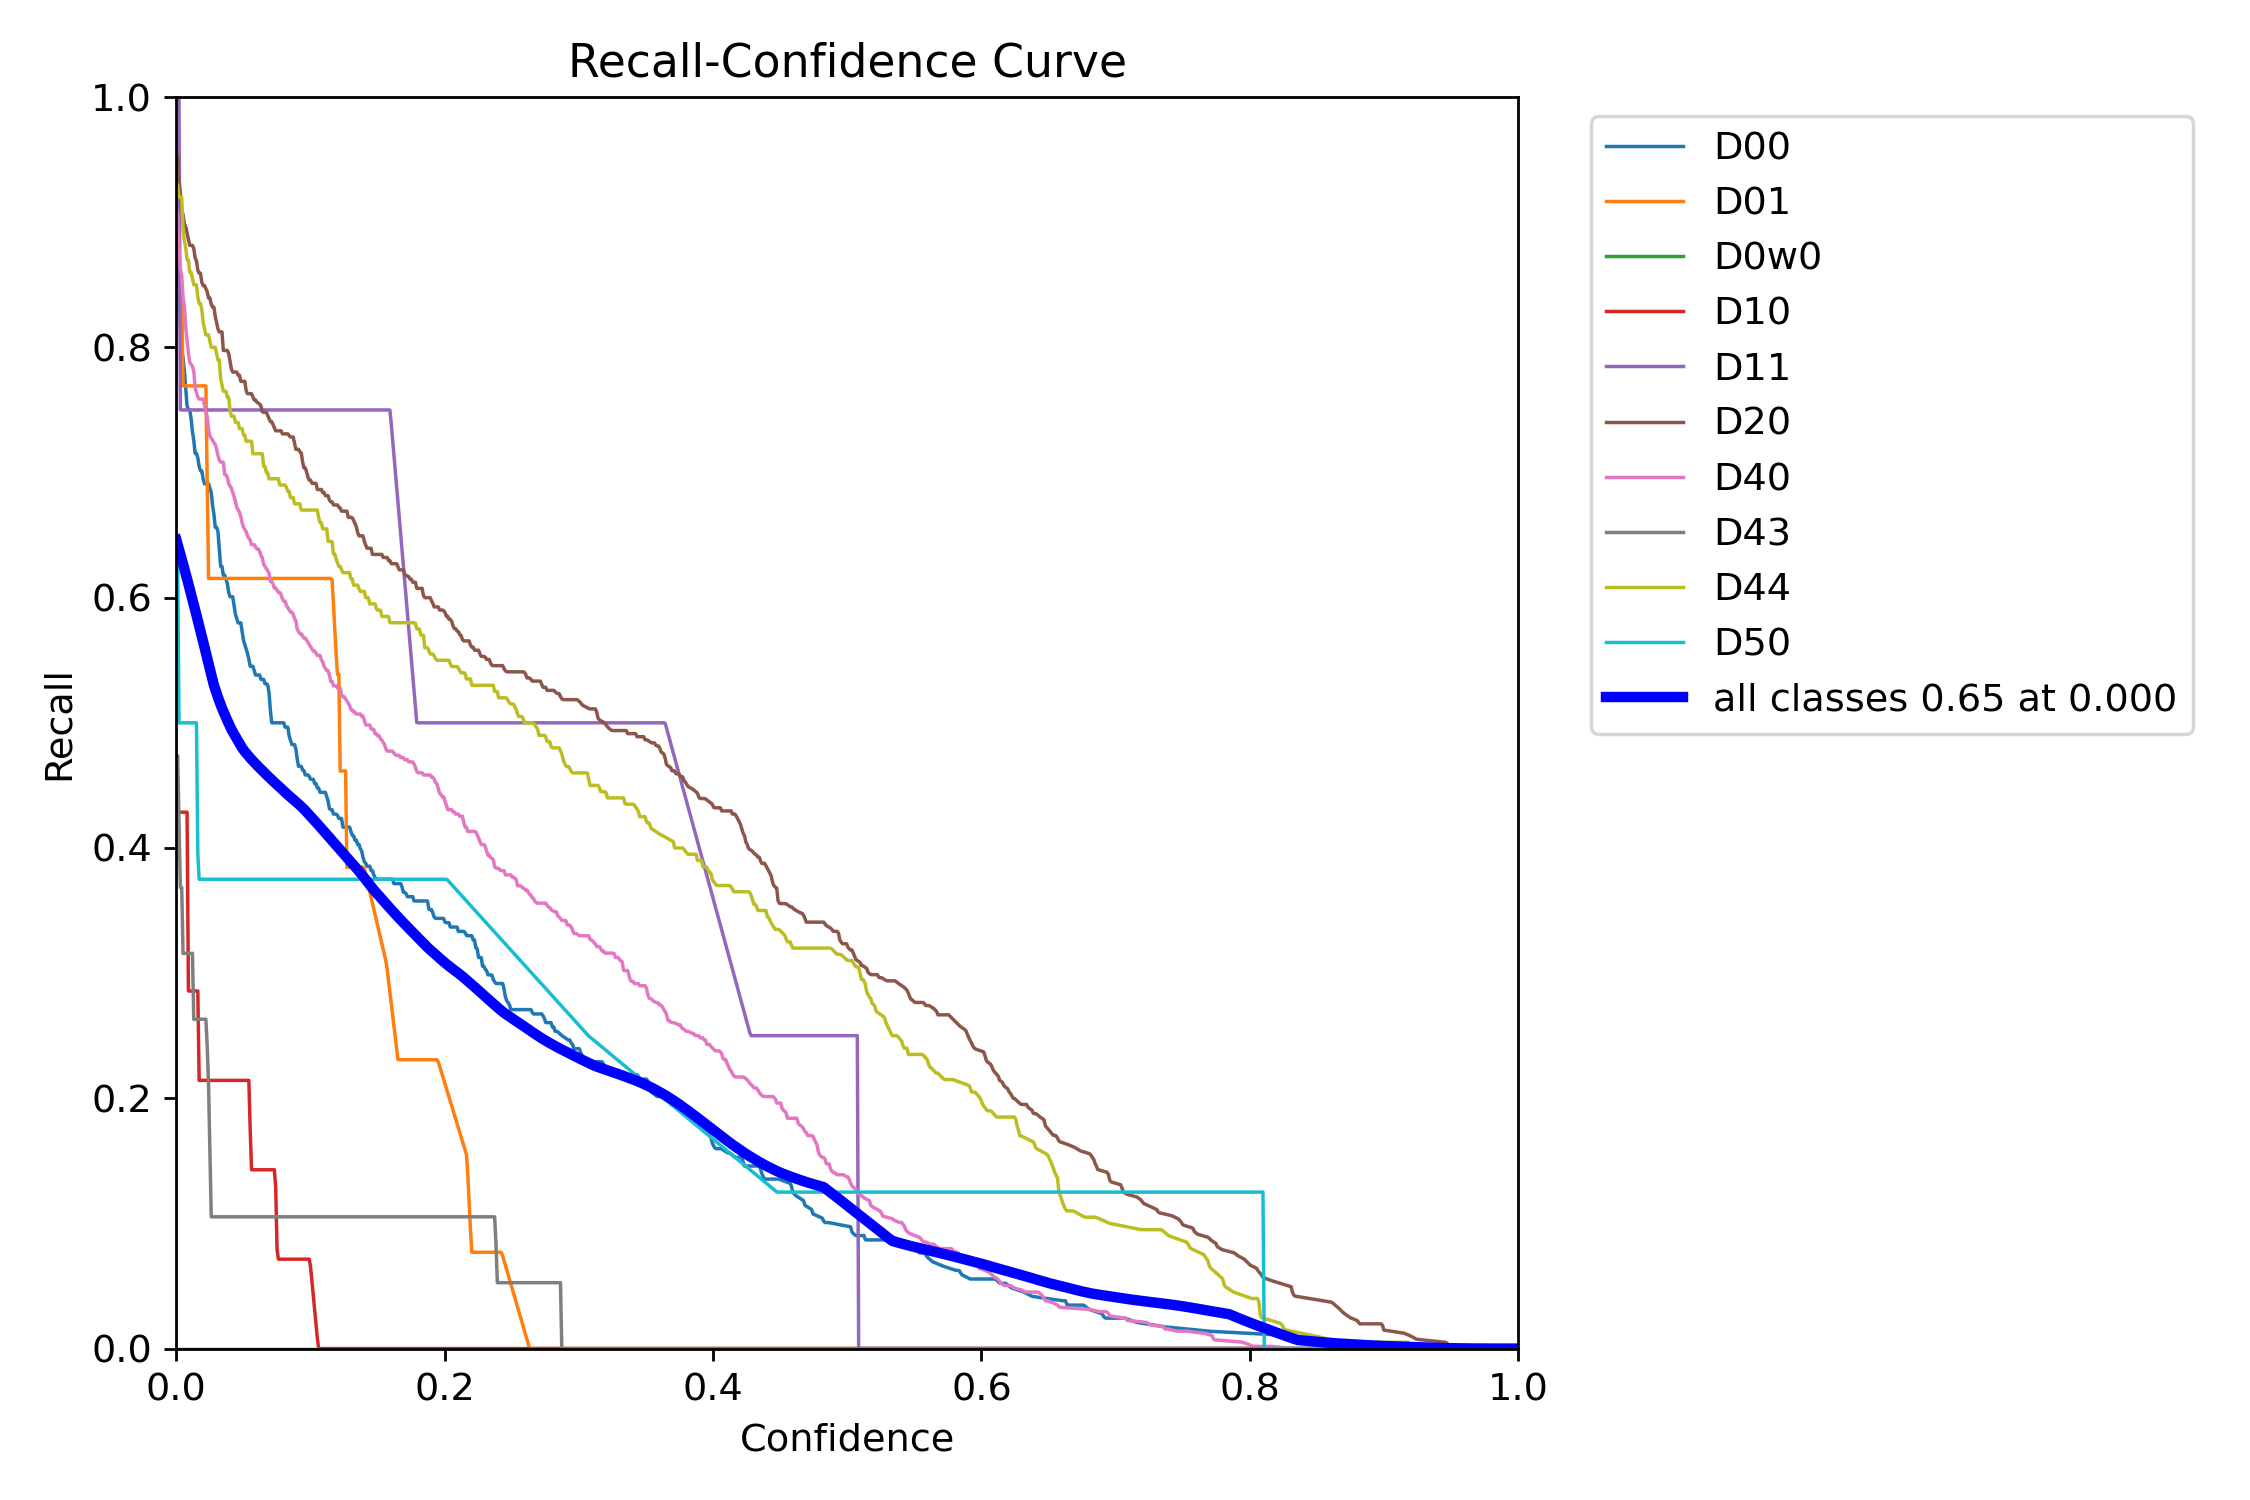 Recall-Confidence Curve
1.0
0.8
0.6
0.4
0.2
0.0
Recall
0.0 0.2 0.4 0.6 0.8 1.0
Confidence
D00
D01
D0w0
D10
D11
D20
D40
D43
D44
D50
all classes 0.65 at 0.000